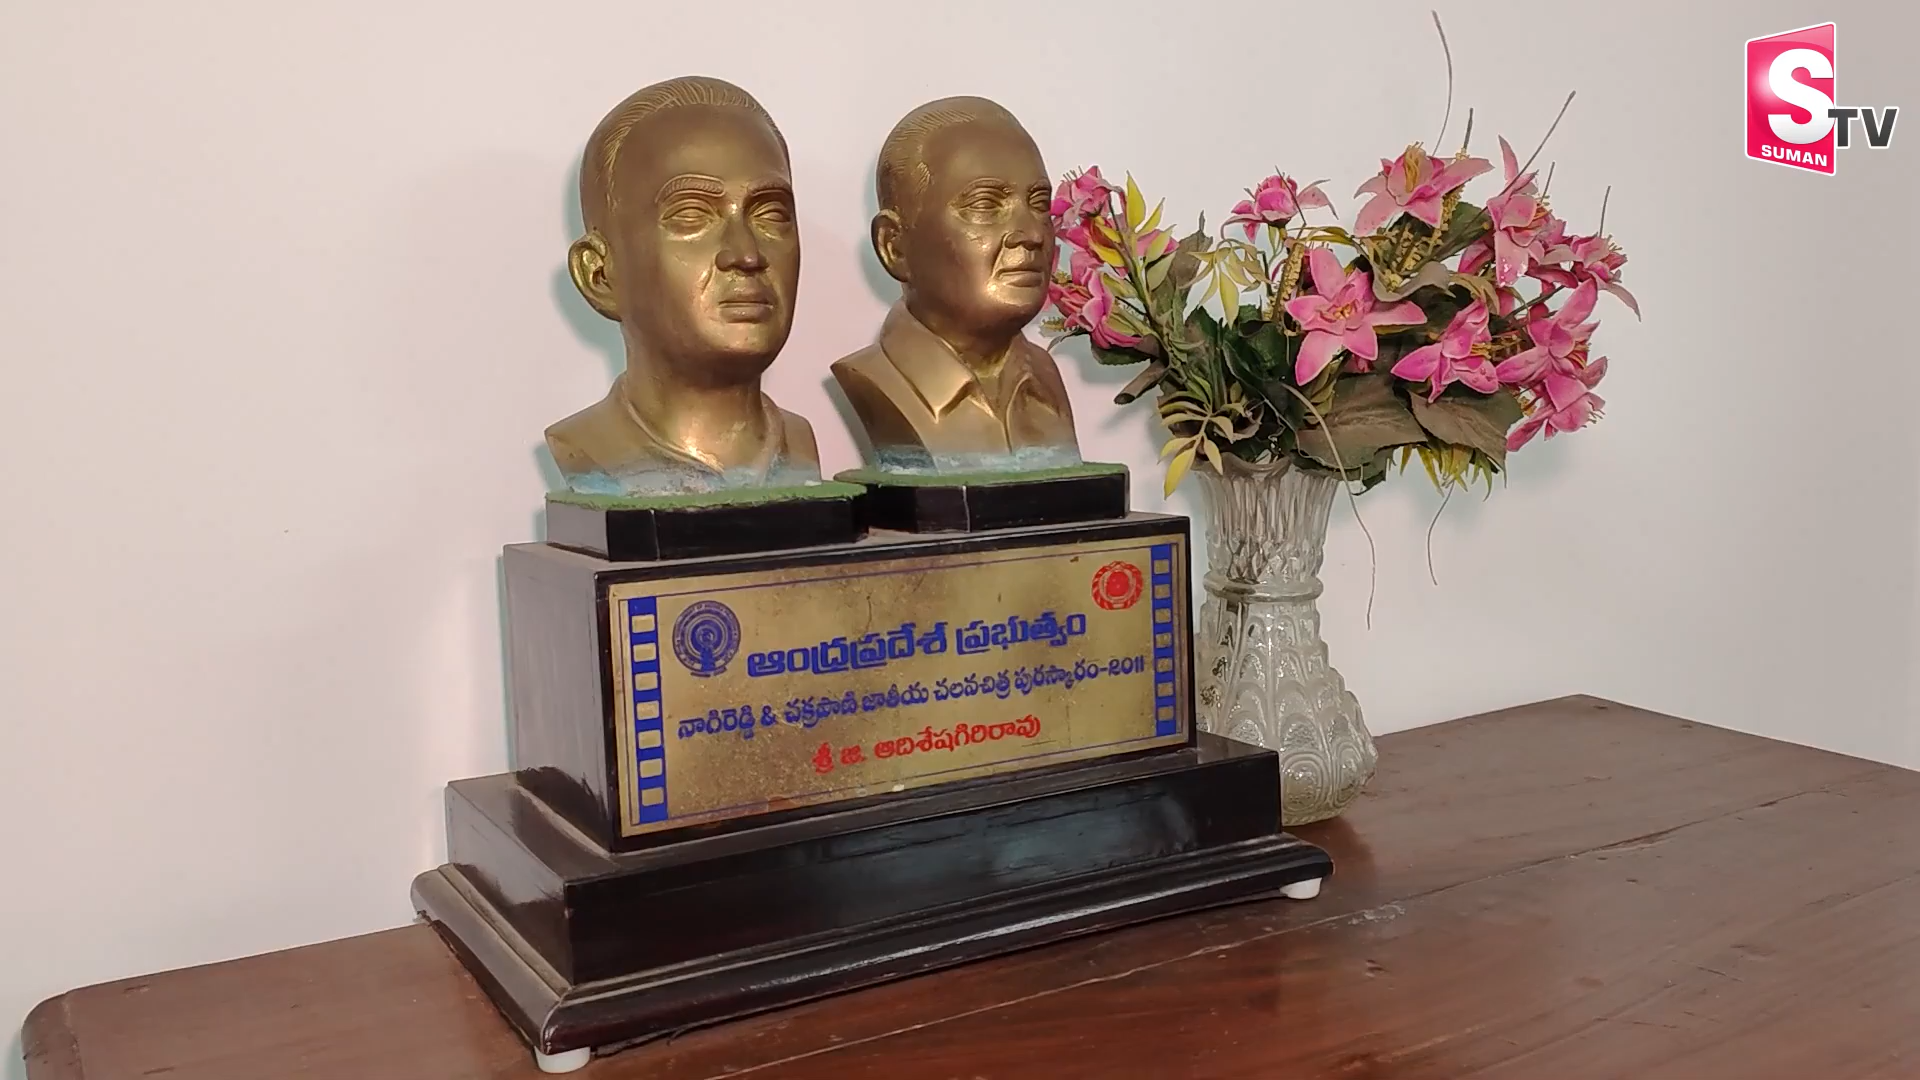 S TV
SUMAN
ఆంధ్రప్రదేశ్ ప్రభుత్వం
నాగిరెడ్డి & చక్రపాణి జాతీయ చలనచిత్ర పురస్కారం-2011
శ్రీ జి. ఆదిశేషగిరిరావు